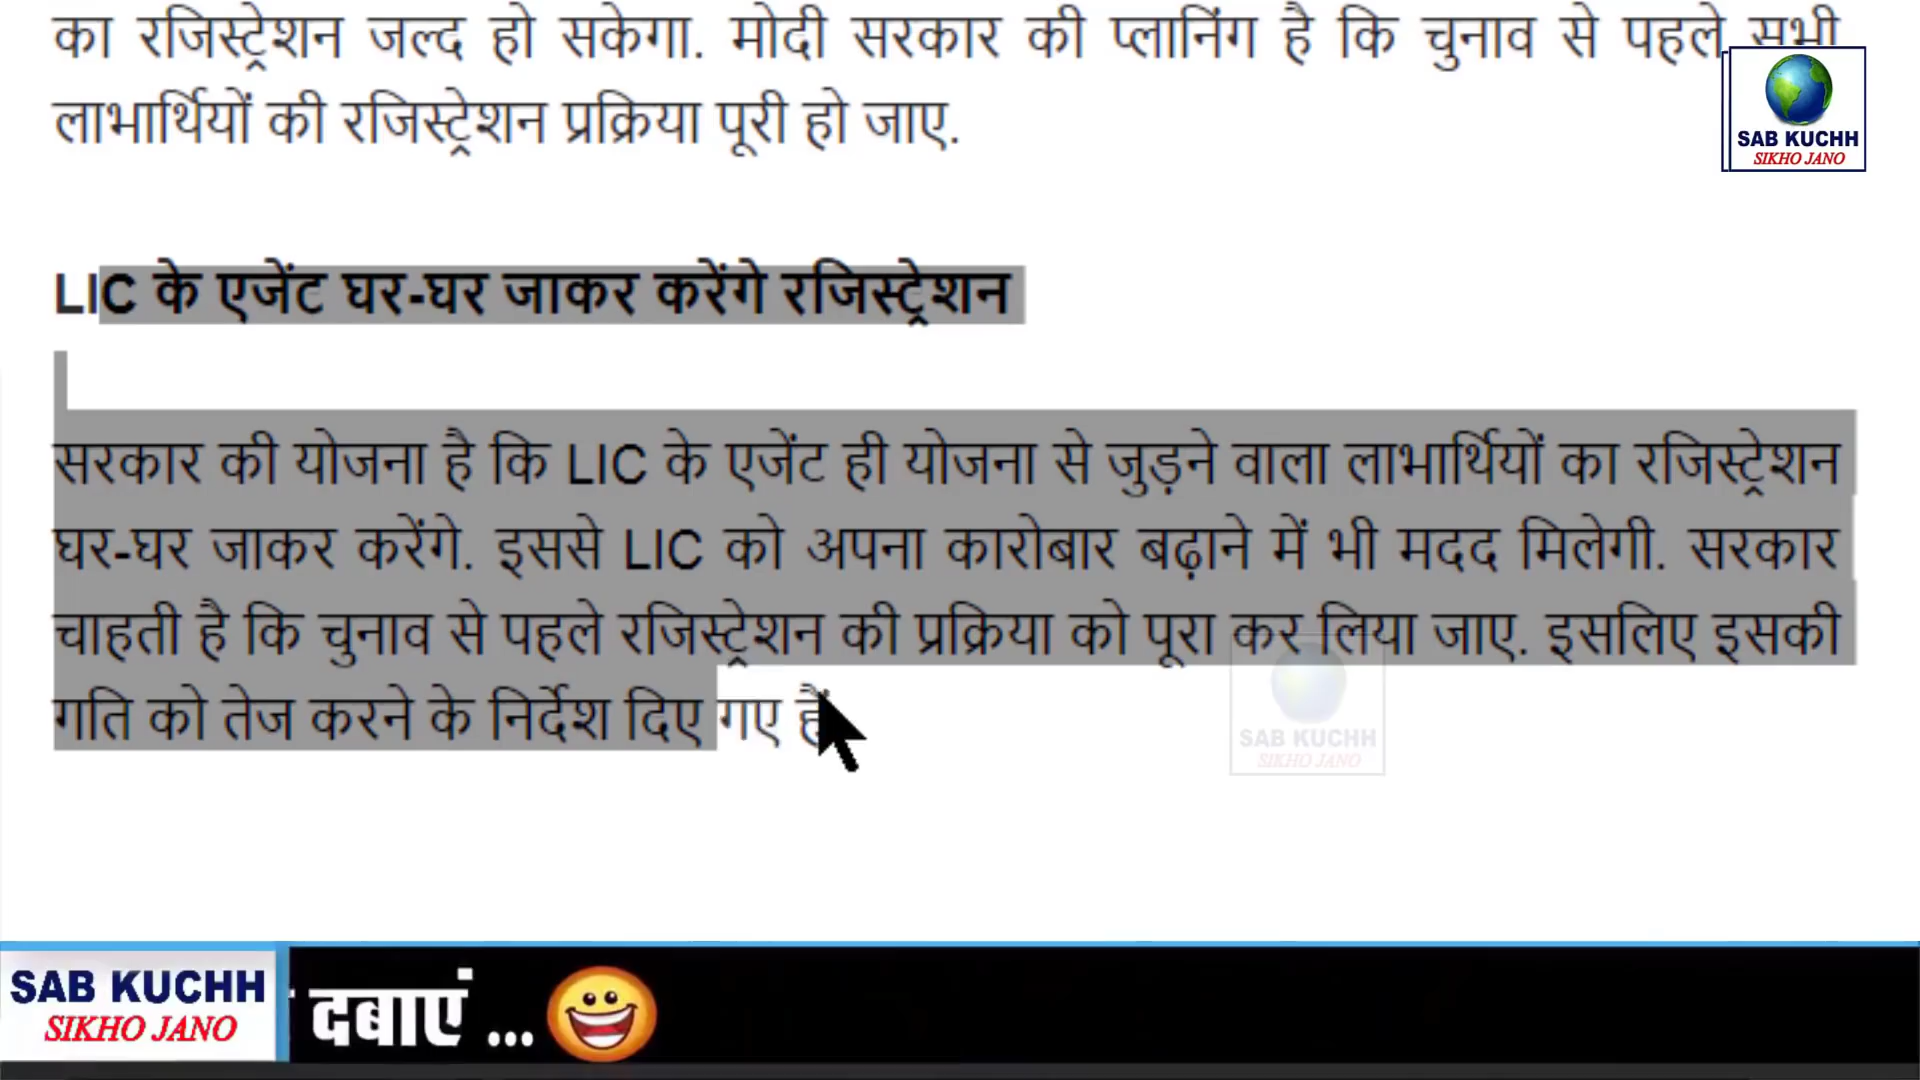 का रजिस्ट्रेशन जल्द हो सकेगा. मोदी सरकार की प्लानिंग है कि चुनाव से पहले सभी
लाभार्थियों की रजिस्ट्रेशन प्रक्रिया पूरी हो जाए.
SAB KUCHH
SIKHO JANO
LIC के एजेंट घर-घर जाकर करेंगे रजिस्ट्रेशन
सरकार की योजना है कि LIC के एजेंट ही योजना से जुड़ने वाला लाभार्थियों का रजिस्ट्रेशन
घर-घर जाकर करेंगे. इससे LIC को अपना कारोबार बढ़ाने में भी मदद मिलेगी. सरकार
चाहती है कि चुनाव से पहले रजिस्ट्रेशन की प्रक्रिया को पूरा कर लिया जाए. इसलिए इसकी
गति को तेज करने के निर्देश दिए गए हैं
SAB KUCHH
SIKHO JANO
SAB KUCHH
SIKHO JANO
दबाएं ...